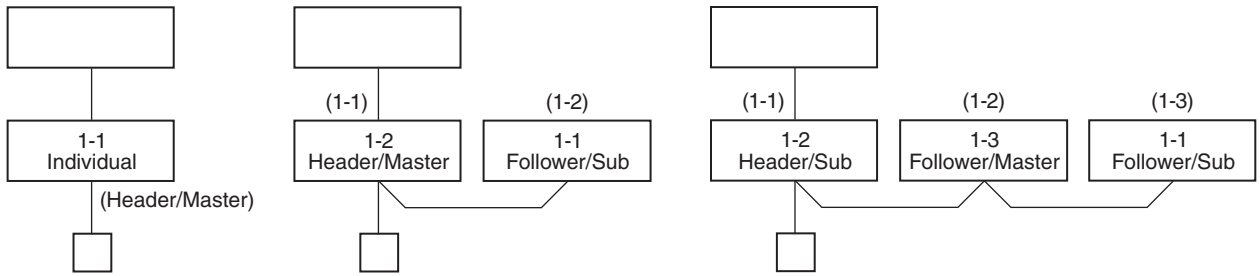 (1-1)
(1-2)
(1-1)
(1-2)
(1-3)
1-1
Individual
1-2
Header/Master
1-1
Follower/Sub
1-2
Header/Sub
1-3
Follower/Master
1-1
Follower/Sub
(Header/Master)